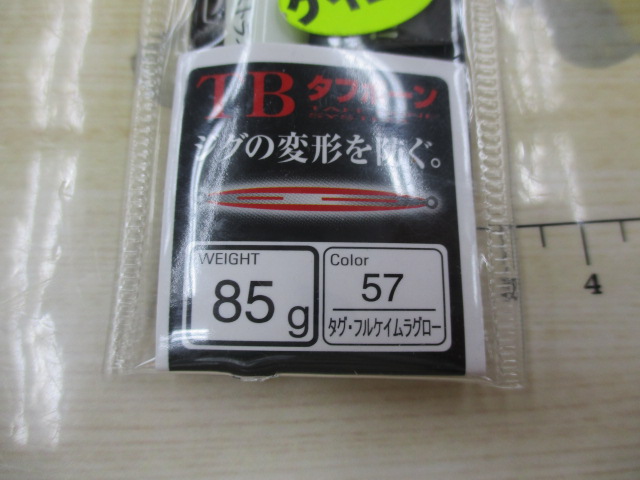 TB タフボーン
ジグの変形を防ぐ。
WEIGHT
85g
Color
57
タグ・フルケイムラグロー
4